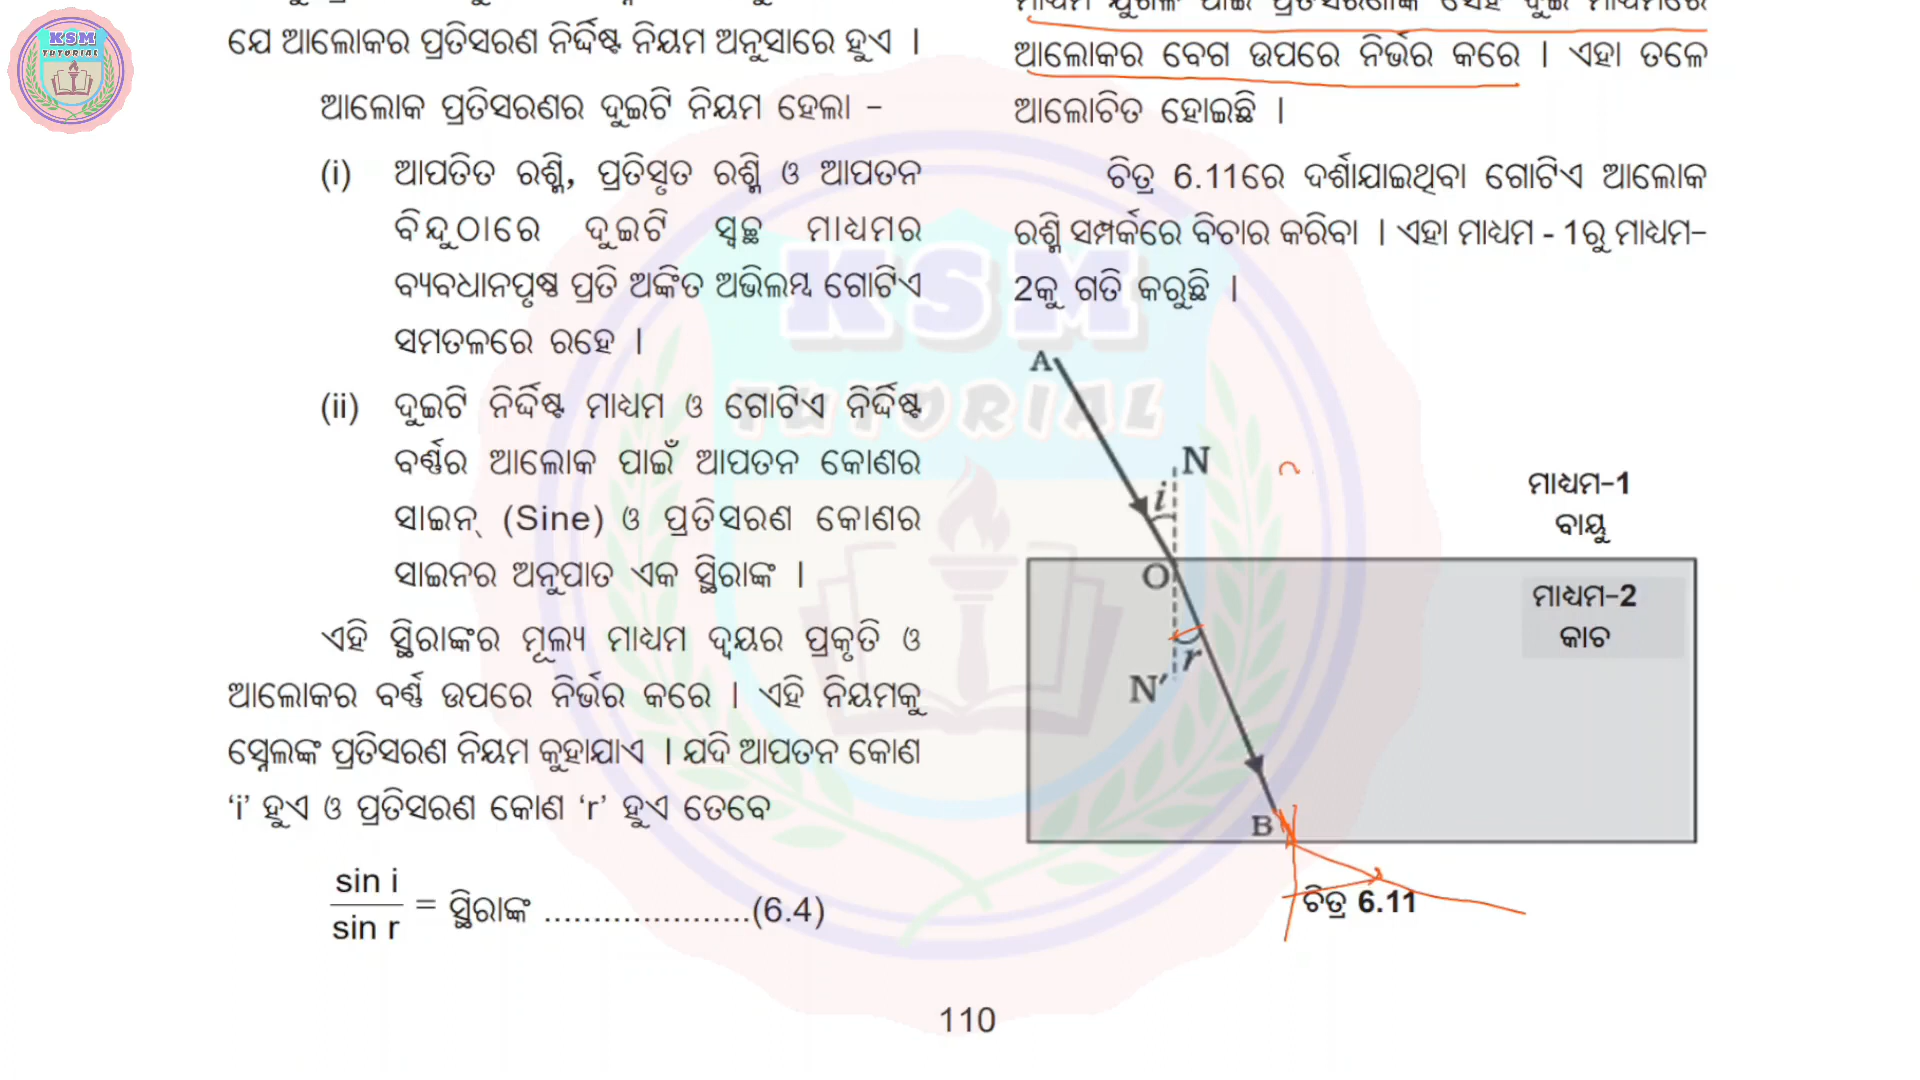 KSM
TUTORIAL
ଯେ ଆଲୋକର ପ୍ରତିସରଣ ନିର୍ଦ୍ଦିଷ୍ଟ ନିୟମ ଅନୁସାରେ ହୁଏ ।
ଆଲୋକ ପ୍ରତିସରଣର ଦୁଇଟି ନିୟମ ହେଲା –
(i) ଆପତିତ ରଶ୍ମି, ପ୍ରତିସୃତ ରଶ୍ମି ଓ ଆପତନ
ବିନ୍ଦୁଠାରେ ଦୁଇଟି ସ୍ୱଚ୍ଛ ମାଧ୍ୟମର
ବ୍ୟବଧାନପୃଷ୍ଠ ପ୍ରତି ଅଙ୍କିତ ଅଭିଲମ୍ବ ଗୋଟିଏ
ସମତଳରେ ରହେ ।
(ii) ଦୁଇଟି ନିର୍ଦ୍ଦିଷ୍ଟ ମାଧ୍ୟମ ଓ ଗୋଟିଏ ନିର୍ଦ୍ଦିଷ୍ଟ
ବର୍ଣ୍ଣର ଆଲୋକ ପାଇଁ ଆପତନ କୋଣର
ସାଇନ୍ (Sine) ଓ ପ୍ରତିସରଣ କୋଣର
ସାଇନର ଅନୁପାତ ଏକ ସ୍ଥିରାଙ୍କ ।
ଏହି ସ୍ଥିରାଙ୍କର ମୂଲ୍ୟ ମାଧ୍ୟମ ଦ୍ୱୟର ପ୍ରକୃତି ଓ
ଆଲୋକର ବର୍ଣ୍ଣ ଉପରେ ନିର୍ଭର କରେ । ଏହି ନିୟମକୁ
ସ୍ନେଲଙ୍କ ପ୍ରତିସରଣ ନିୟମ କୁହାଯାଏ । ଯଦି ଆପତନ କୋଣ
‘i’ ହୁଏ ଓ ପ୍ରତିସରଣ କୋଣ ‘r’ ହୁଏ ତେବେ
sin i
sin r
= ସ୍ଥିରାଙ୍କ .....................(6.4)
ଆଲୋକର ବେଗ ଉପରେ ନିର୍ଭର କରେ । ଏହା ତଳେ
ଆଲୋଚିତ ହୋଇଛି ।
ଚିତ୍ର 6.11ରେ ଦର୍ଶାଯାଇଥିବା ଗୋଟିଏ ଆଲୋକ
ରଶ୍ମି ସମ୍ପର୍କରେ ବିଚାର କରିବା । ଏହା ମାଧ୍ୟମ - 1ରୁ ମାଧ୍ୟମ–
2କୁ ଗତି କରୁଛି ।
KSM
TUTORIAL
A
N
i
ମାଧ୍ୟମ–1
ବାୟୁ
O
ମାଧ୍ୟମ–2
କାଚ
r
N′
B
ଚିତ୍ର 6.11
110